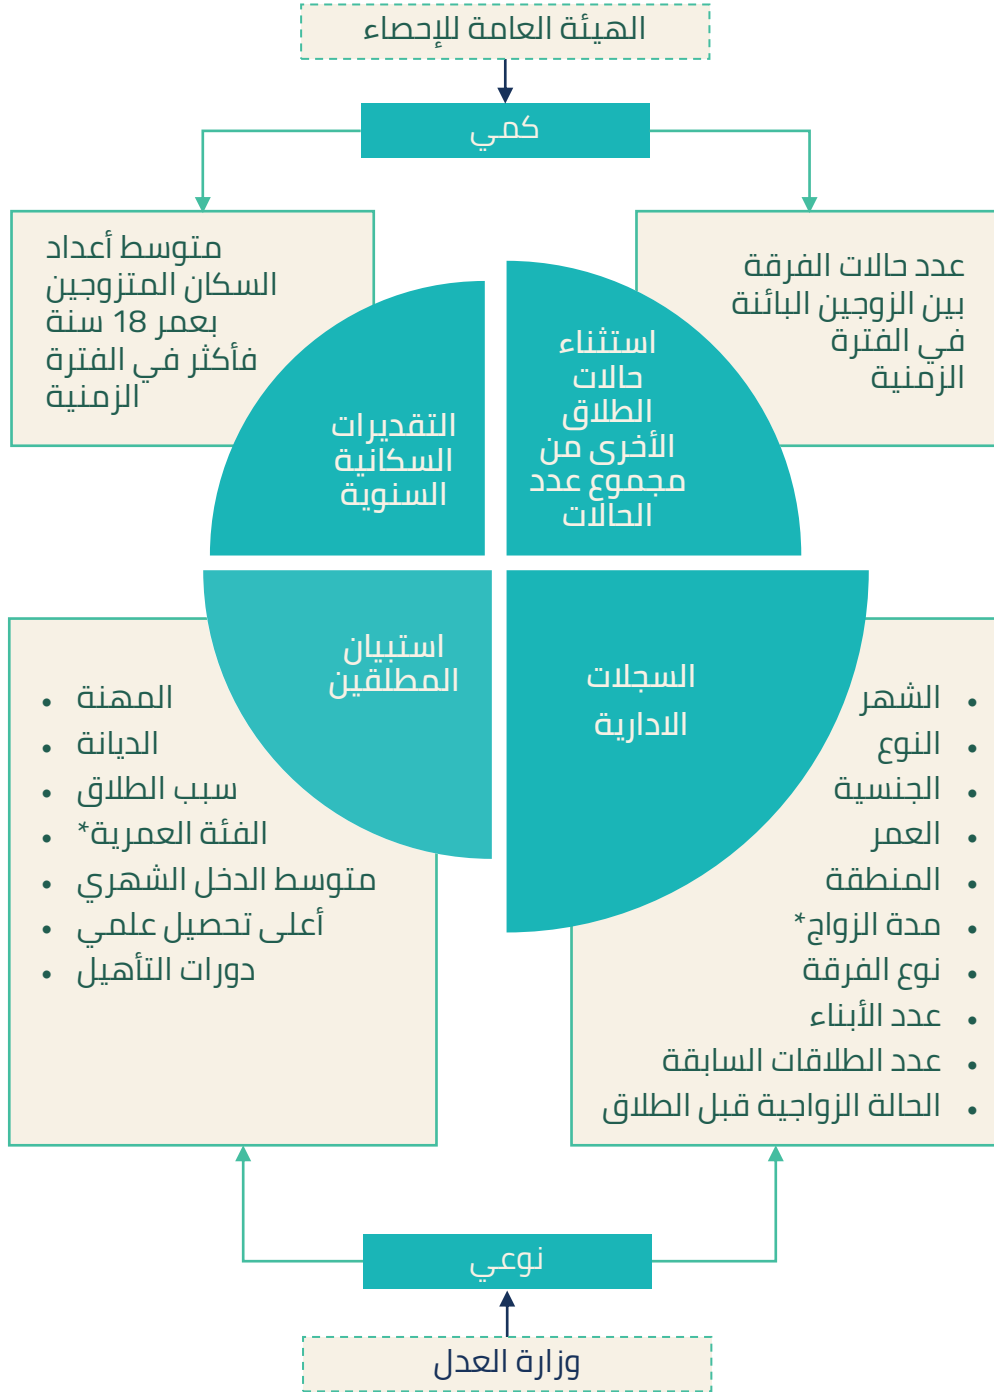 الهيئة العامة للإحصاء
كمي
عدد حالات الفرقة
بين الزوجين البائنة
في الفترة
الزمنية
متوسط أعداد
السكان المتزوجين
بعمر 18 سنة
فأكثر في الفترة
الزمنية
استثناء
حالات
الطلاق
الأخرى من
مجموع عدد
الحالات
التقديرات
السكانية
السنوية
السجلات
الادارية
استبيان
المطلقين
• الشهر
• النوع
• الجنسية
• العمر
• المنطقة
• مدة الزواج*
• نوع الفرقة
• عدد الأبناء
• عدد الطلاقات السابقة
• الحالة الزواجية قبل الطلاق
• المهنة
• الديانة
• سبب الطلاق
• الفئة العمرية*
• متوسط الدخل الشهري
• أعلى تحصيل علمي
• دورات التأهيل
نوعي
وزارة العدل